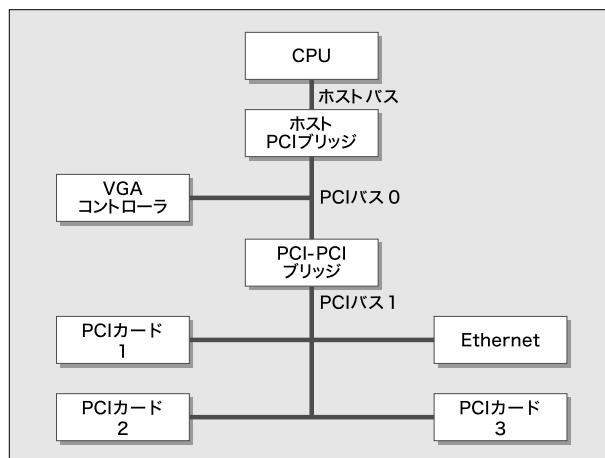 CPU
ホストバス
ホスト
PCIブリッジ
VGA
コントローラ
PCIバス0
PCI-PCI
ブリッジ
PCIバス1
PCIカード
1
Ethernet
PCIカード
2
PCIカード
3